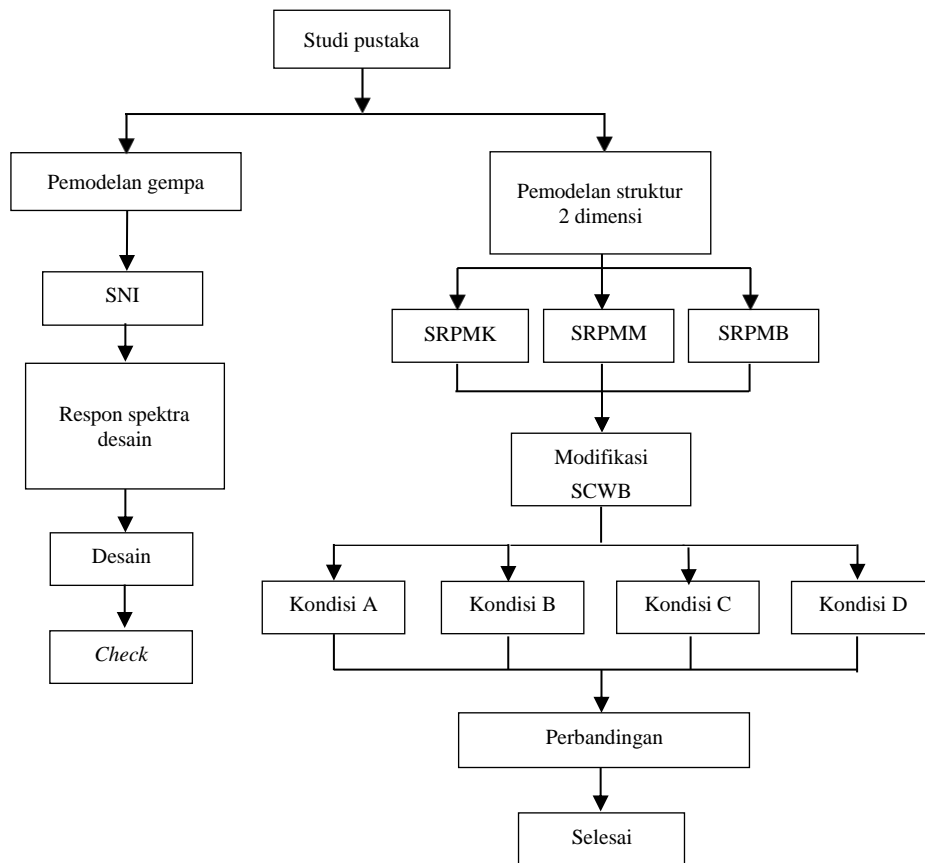 Studi pustaka
Pemodelan gempa
Pemodelan struktur
2 dimensi
SNI
SRPMK
SRPMM
SRPMB
Respon spektra
desain
Modifikasi
SCWB
Desain
Kondisi A
Kondisi B
Kondisi C
Kondisi D
Check
Perbandingan
Selesai